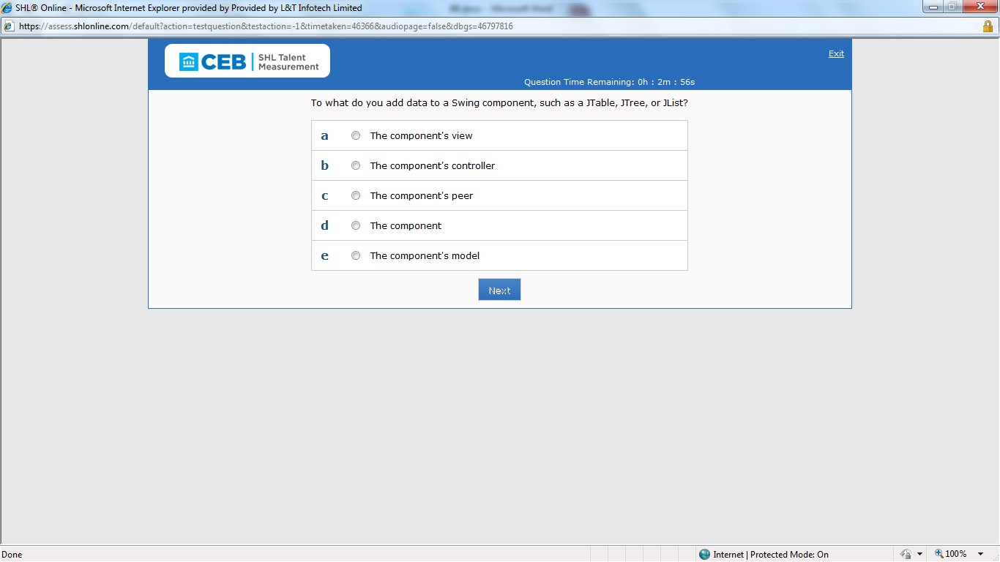 SHL® Online - Microsoft Internet Explorer provided by Provided by L&T Infotech Limited
https://assess.shlonline.com/default?action=testquestion&testaction=-1&timetaken=46366&audiopage=false&dbgs=46797816
CEB SHL Talent Measurement
Exit
Question Time Remaining: 0h : 2m : 56s
To what do you add data to a Swing component, such as a JTable, JTree, or JList?
a The component's view
b The component's controller
c The component's peer
d The component
e The component's model
Next
Done
Internet | Protected Mode: On
100%